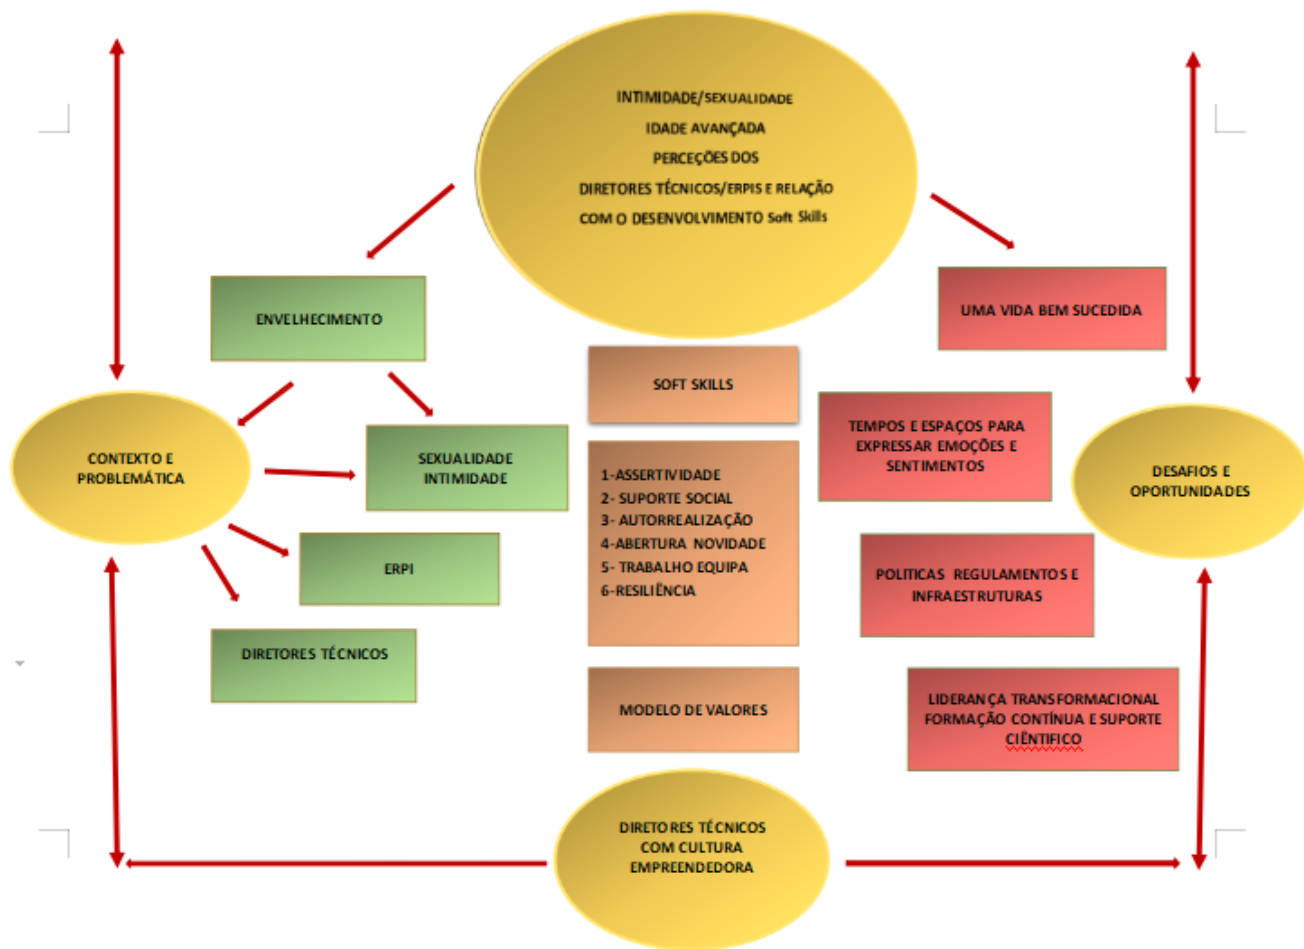 INTIMIDADE/SEXUALIDADE
IDADE AVANÇADA
PERCEÇÕES DOS
DIRETORES TÉCNICOS/ERPIS E RELAÇÃO
COM O DESENVOLVIMENTO Soft Skills
ENVELHECIMENTO
UMA VIDA BEM SUCEDIDA
SOFT SKILLS
CONTEXTO E
PROBLEMÁTICA
SEXUALIDADE
INTIMIDADE
ERPI
DIRETORES TÉCNICOS
1-ASSERTIVIDADE
2- SUPORTE SOCIAL
3- AUTORREALIZAÇÃO
4-ABERTURA NOVIDADE
5- TRABALHO EQUIPA
6-RESILIÊNCIA
MODELO DE VALORES
TEMPOS E ESPAÇOS PARA
EXPRESSAR EMOÇÕES E
SENTIMENTOS
DESAFIOS E
OPORTUNIDADES
POLITICAS REGULAMENTOS E
INFRAESTRUTURAS
LIDERANÇA TRANSFORMACIONAL
FORMAÇÃO CONTÍNUA E SUPORTE
CIÊNTIFICO
DIRETORES TÉCNICOS
COM CULTURA
EMPREENDEDORA